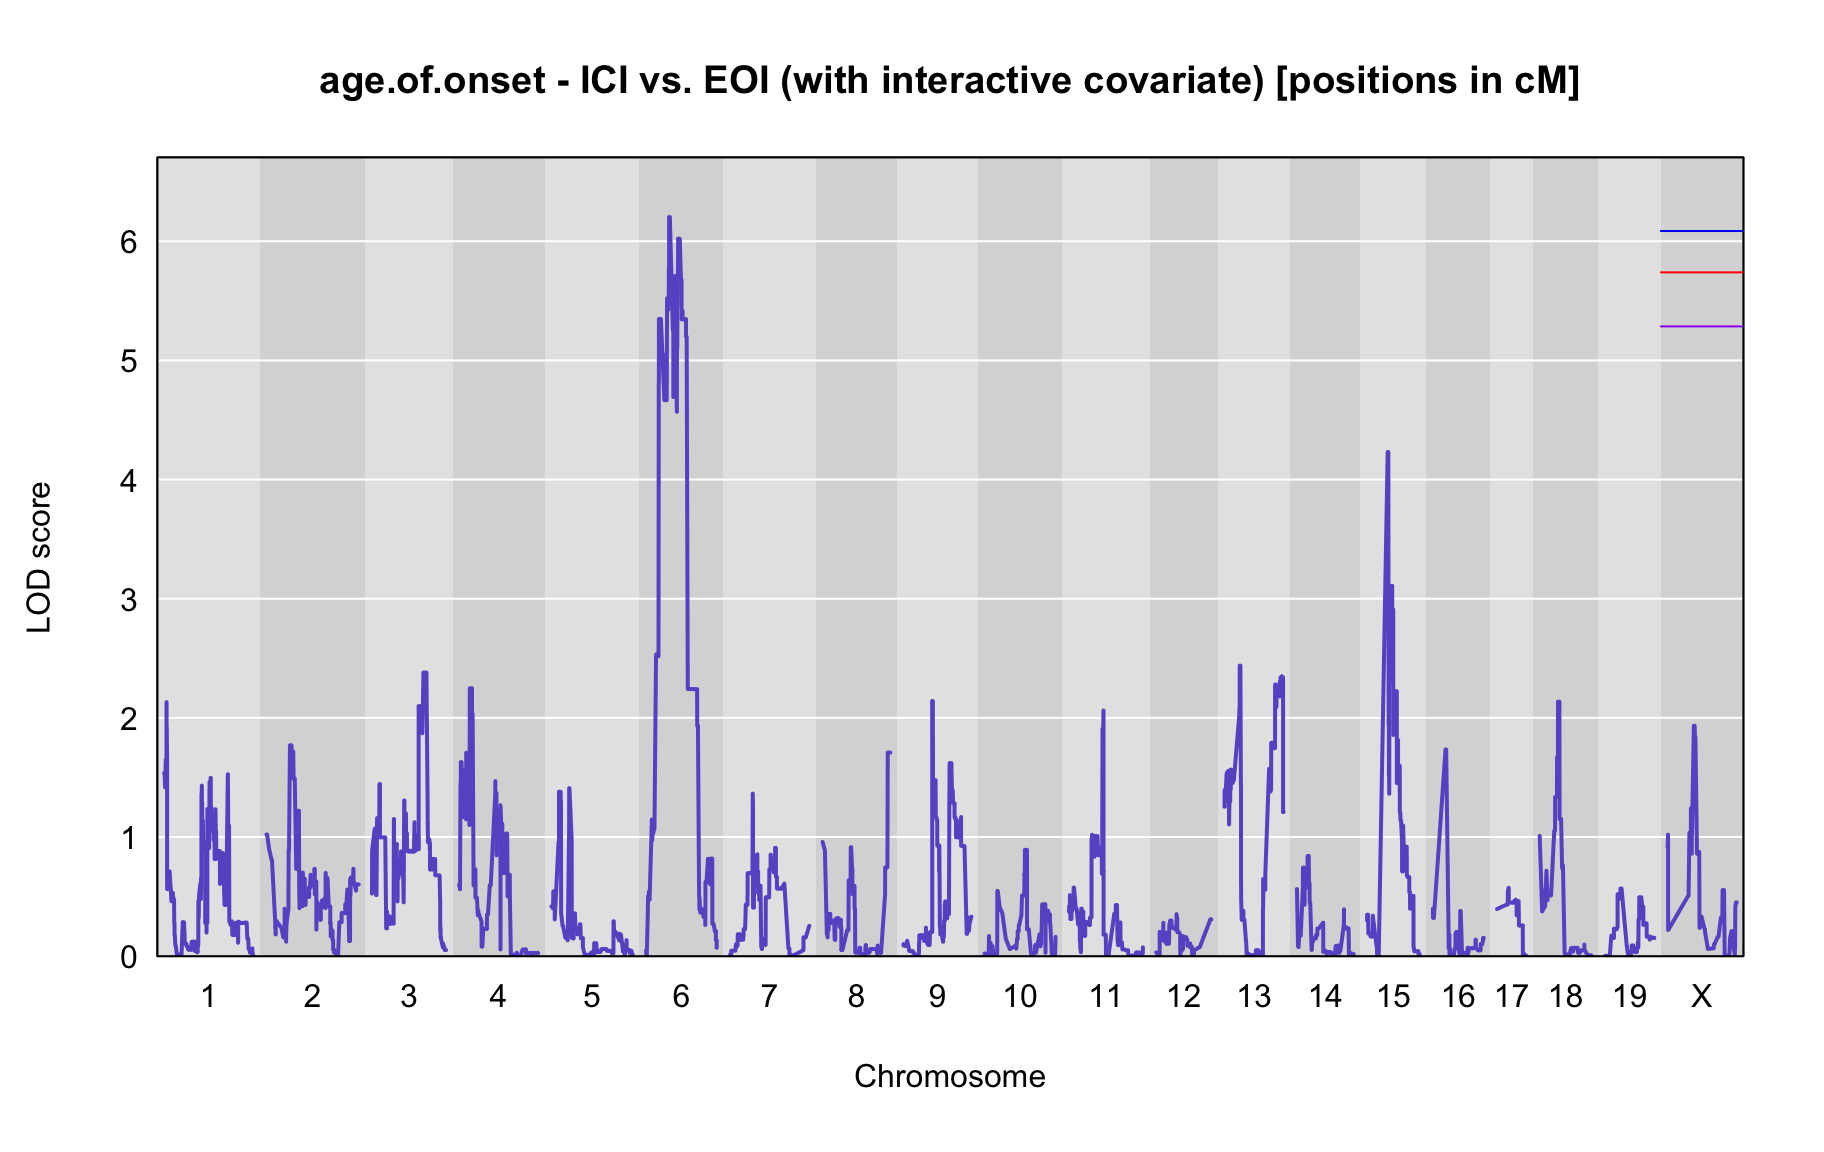 age.of.onset - ICI vs. EOI (with interactive covariate) [positions in cM]
6
5
4
3
2
1
0
LOD score
1 2 3 4 5 6 7 8 9 10 11 12 13 14 15 16 17 18 19 X
Chromosome